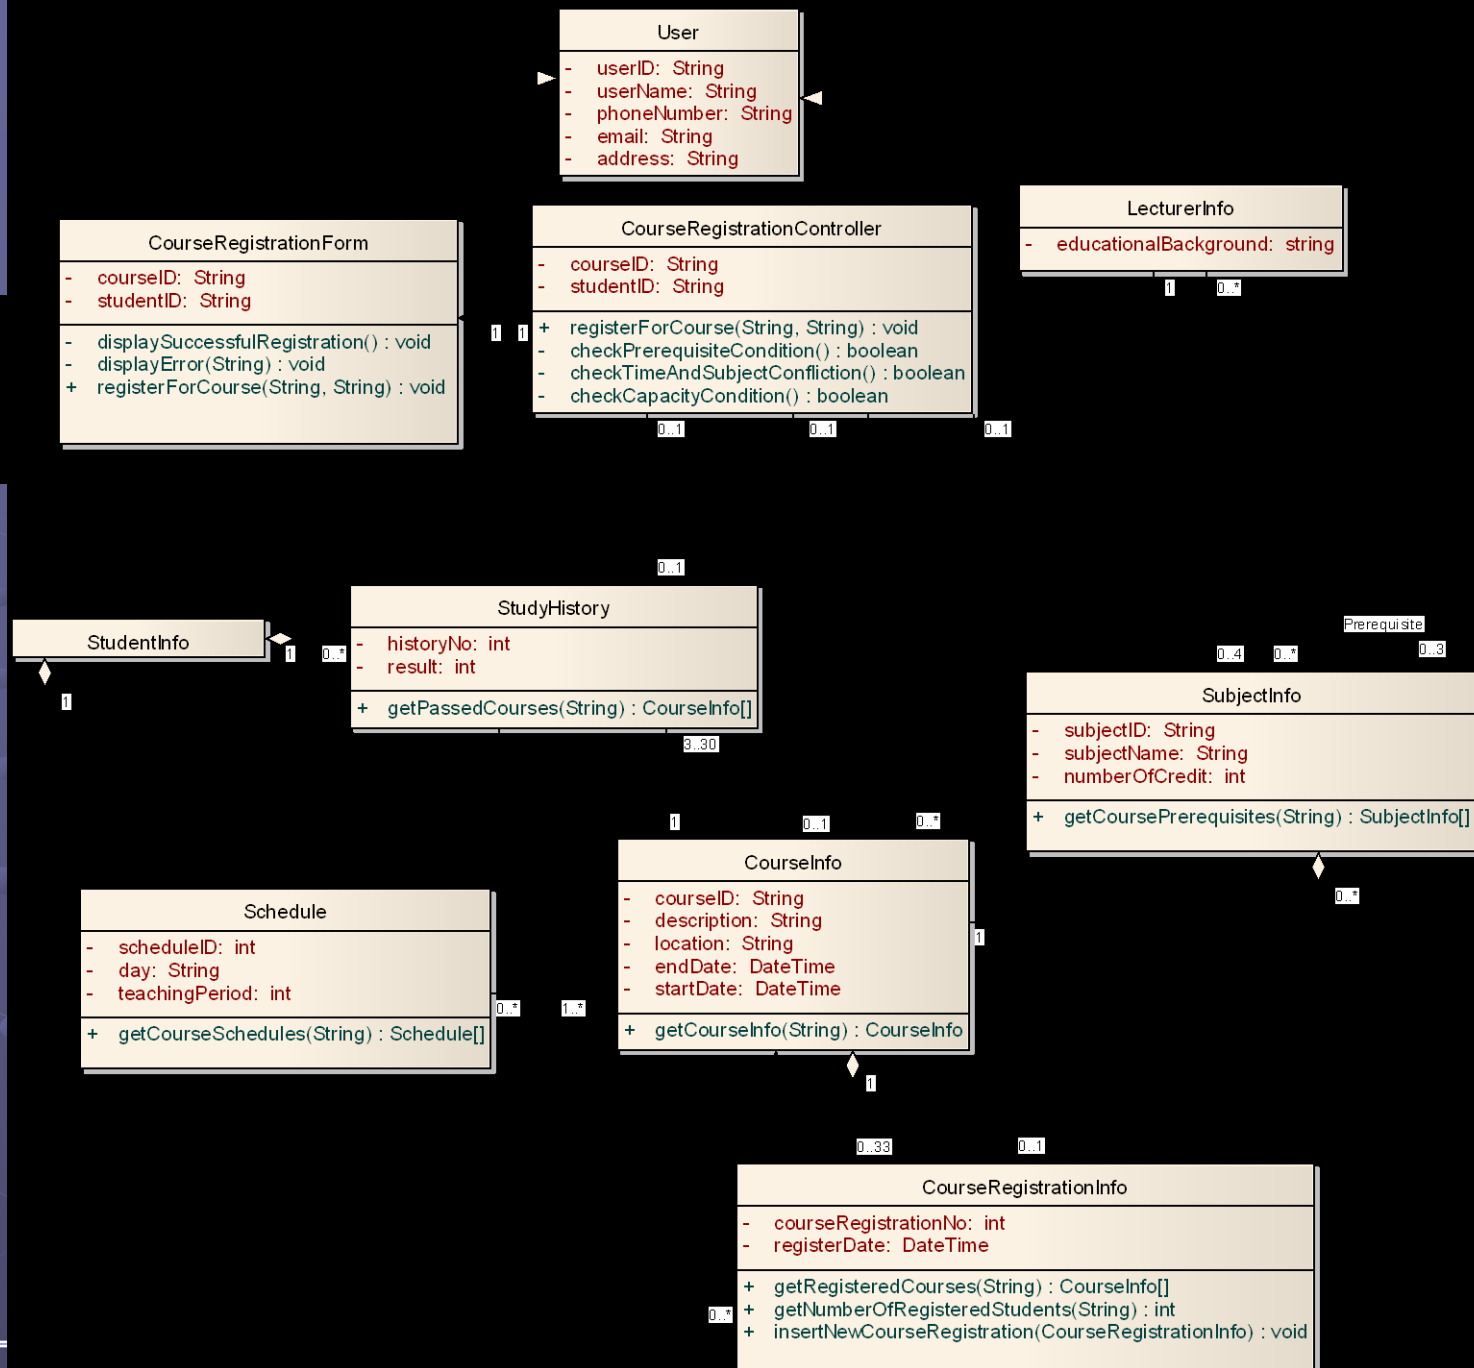 User
- userID: String
- userName: String
- phoneNumber: String
- email: String
- address: String
LecturerInfo
- educationalBackground: string
1
0..*
CourseRegistrationForm
- courseID: String
- studentID: String
- displaySuccessfulRegistration() : void
- displayError(String) : void
+ registerForCourse(String, String) : void
1
1
CourseRegistrationController
- courseID: String
- studentID: String
+ registerForCourse(String, String) : void
- checkPrerequisiteCondition() : boolean
- checkTimeAndSubjectConfliction() : boolean
- checkCapacityCondition() : boolean
0..1
0..1
0..1
0..1
StudentInfo
1
0..*
1
StudyHistory
- historyNo: int
- result: int
+ getPassedCourses(String) : CourseInfo[]
3..30
Prerequisite
0..4
0..*
0..3
SubjectInfo
- subjectID: String
- subjectName: String
- numberOfCredit: int
+ getCoursePrerequisites(String) : SubjectInfo[]
0..*
1
0..1
0..*
CourseInfo
- courseID: String
- description: String
- location: String
- endDate: DateTime
- startDate: DateTime
+ getCourseInfo(String) : CourseInfo
1
1
Schedule
- scheduleID: int
- day: String
- teachingPeriod: int
+ getCourseSchedules(String) : Schedule[]
0..*
1..*
0..33
0..1
CourseRegistrationInfo
- courseRegistrationNo: int
- registerDate: DateTime
+ getRegisteredCourses(String) : CourseInfo[]
+ getNumberOfRegisteredStudents(String) : int
+ insertNewCourseRegistration(CourseRegistrationInfo) : void
0..*